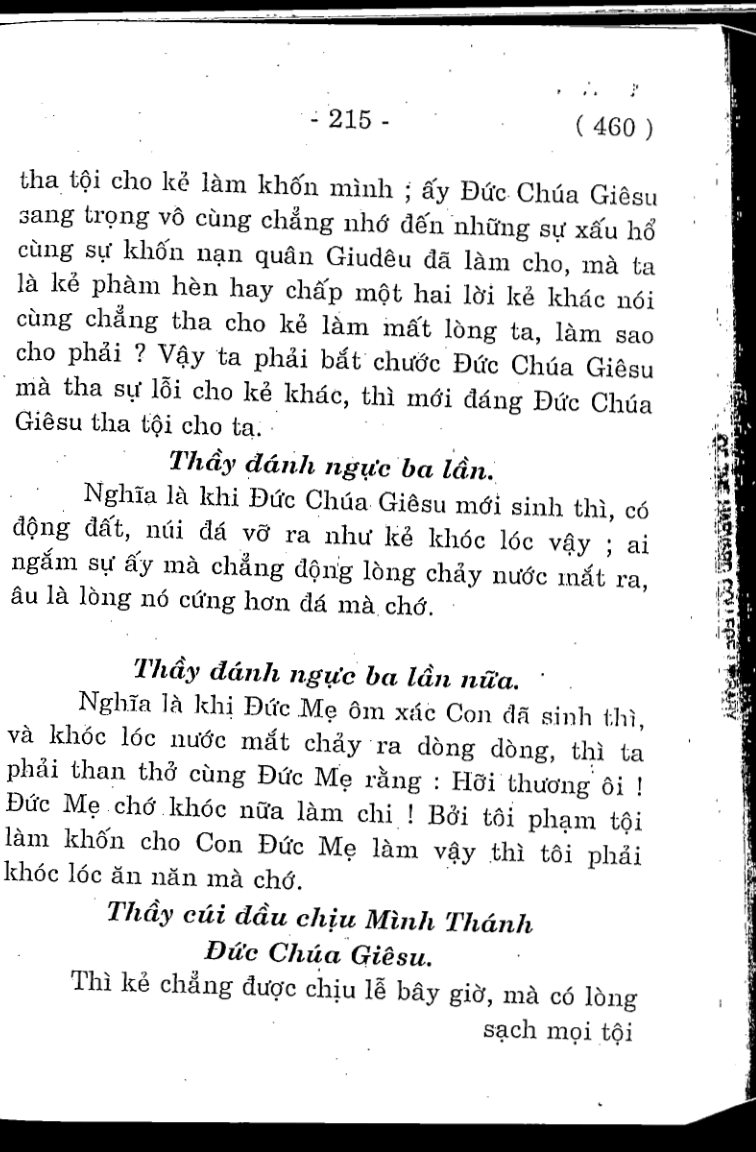 - 215 -
( 460 )
tha tội cho kẻ làm khốn mình ; ấy Đức Chúa Giêsu
sang trọng vô cùng chẳng nhớ đến những sự xấu hổ
cùng sự khốn nạn quân Giudêu đã làm cho, mà ta
là kẻ phàm hèn hay chấp một hai lời kẻ khác nói
cùng chẳng tha cho kẻ làm mất lòng ta, làm sao
cho phải ? Vậy ta phải bắt chước Đức Chúa Giêsu
mà tha sự lỗi cho kẻ khác, thì mới đáng Đức Chúa
Giêsu tha tội cho ta.
Thầy đánh ngực ba lần.
Nghĩa là khi Đức Chúa Giêsu mới sinh thì, có
động đất, núi đá vỡ ra như kẻ khóc lóc vậy ; ai
ngắm sự ấy mà chẳng động lòng chảy nước mắt ra,
âu là lòng nó cứng hơn đá mà chớ.
Thầy đánh ngực ba lần nữa.
Nghĩa là khi Đức Mẹ ôm xác Con đã sinh thì,
và khóc lóc nước mắt chảy ra dòng dòng, thì ta
phải than thở cùng Đức Mẹ rằng : Hỡi thương ôi !
Đức Mẹ chớ khóc nữa làm chi ! Bởi tôi phạm tội
làm khốn cho Con Đức Mẹ làm vậy thì tôi phải
khóc lóc ăn năn mà chớ.
Thầy cúi đầu chịu Mình Thánh
Đức Chúa Giêsu.
Thì kẻ chẳng được chịu lễ bây giờ, mà có lòng
sạch mọi tội